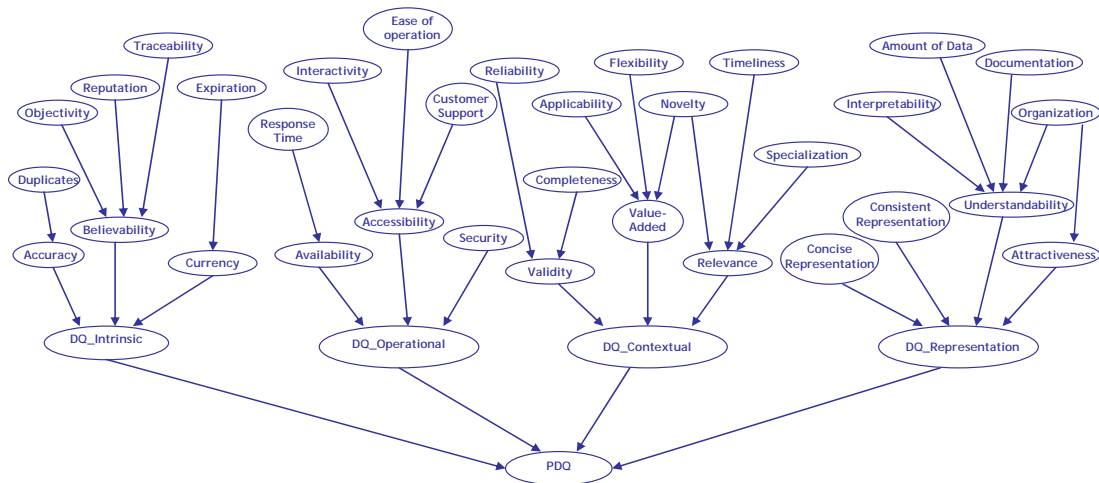 Ease of
operation
Traceability
Amount of Data
Interactivity
Reliability
Flexibility
Timeliness
Documentation
Reputation
Expiration
Customer
Support
Applicability
Novelty
Interpretability
Organization
Objectivity
Response
Time
Specialization
Duplicates
Completeness
Consistent
Representation
Understandability
Believability
Accessibility
Value-
Added
Security
Accuracy
Currency
Availability
Validity
Relevance
Concise
Representation
Attractiveness
DQ_Intrinsic
DQ_Operational
DQ_Contextual
DQ_Representation
PDQ